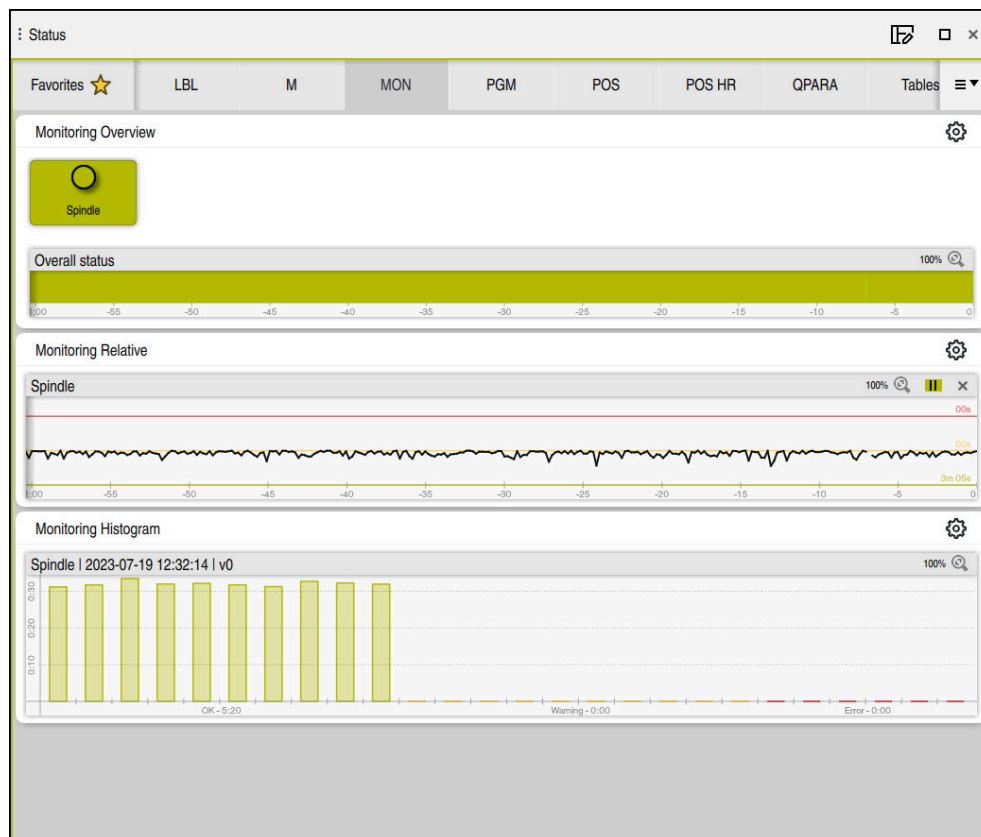 Status
Favorites LBL M MON PGM POS POS HR QPARA Tables
Monitoring Overview
Spindle
Overall status 100%
1:00 -55 -50 -45 -40 -35 -30 -25 -20 -15 -10 -5 0
Monitoring Relative
Spindle 100%
00s
00s
3m 05s
1:00 -55 -50 -45 -40 -35 -30 -25 -20 -15 -10 -5 0
Monitoring Histogram
Spindle | 2023-07-19 12:32:14 | v0 100%
0:30
0:20
0:10
OK - 5:20 Warning - 0:00 Error - 0:00